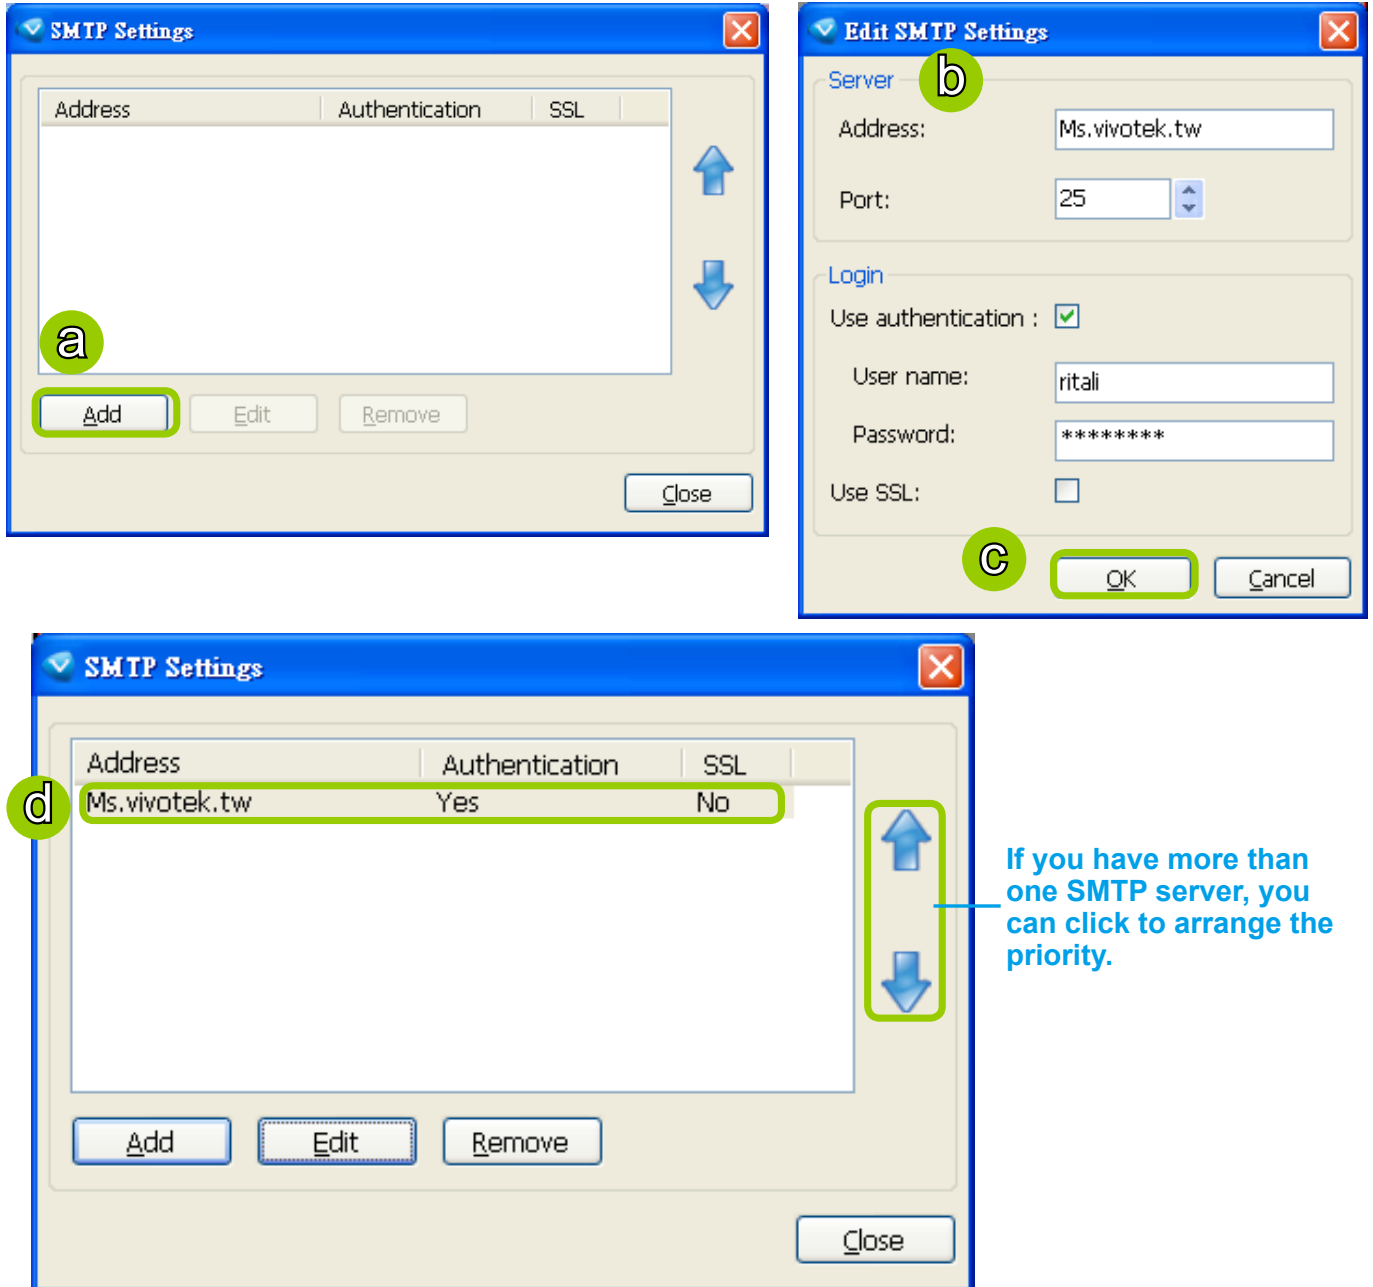 SMTP Settings
Address Authentication SSL
a
Add Edit Remove
Close
Edit SMTP Settings
b
Server
Address: Ms.vivotek.tw
Port: 25
Login
Use authentication :
User name: ritali
Password: ********
Use SSL:
c
OK Cancel
SMTP Settings
Address Authentication SSL
d
Ms.vivotek.tw Yes No
If you have more than
one SMTP server, you
can click to arrange the
priority.
Add Edit Remove
Close